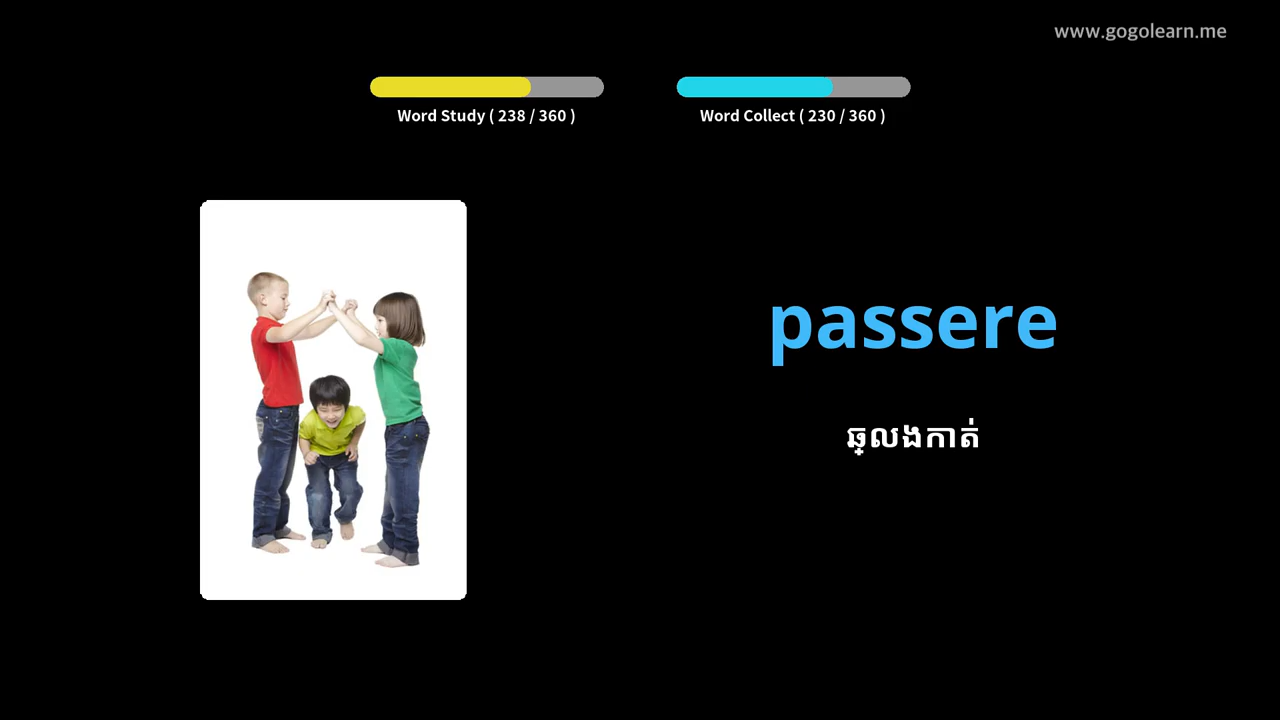 www.gogolearn.me
Word Study ( 238 / 360 )
Word Collect ( 230 / 360 )
passere
ឆ្លងកាត់